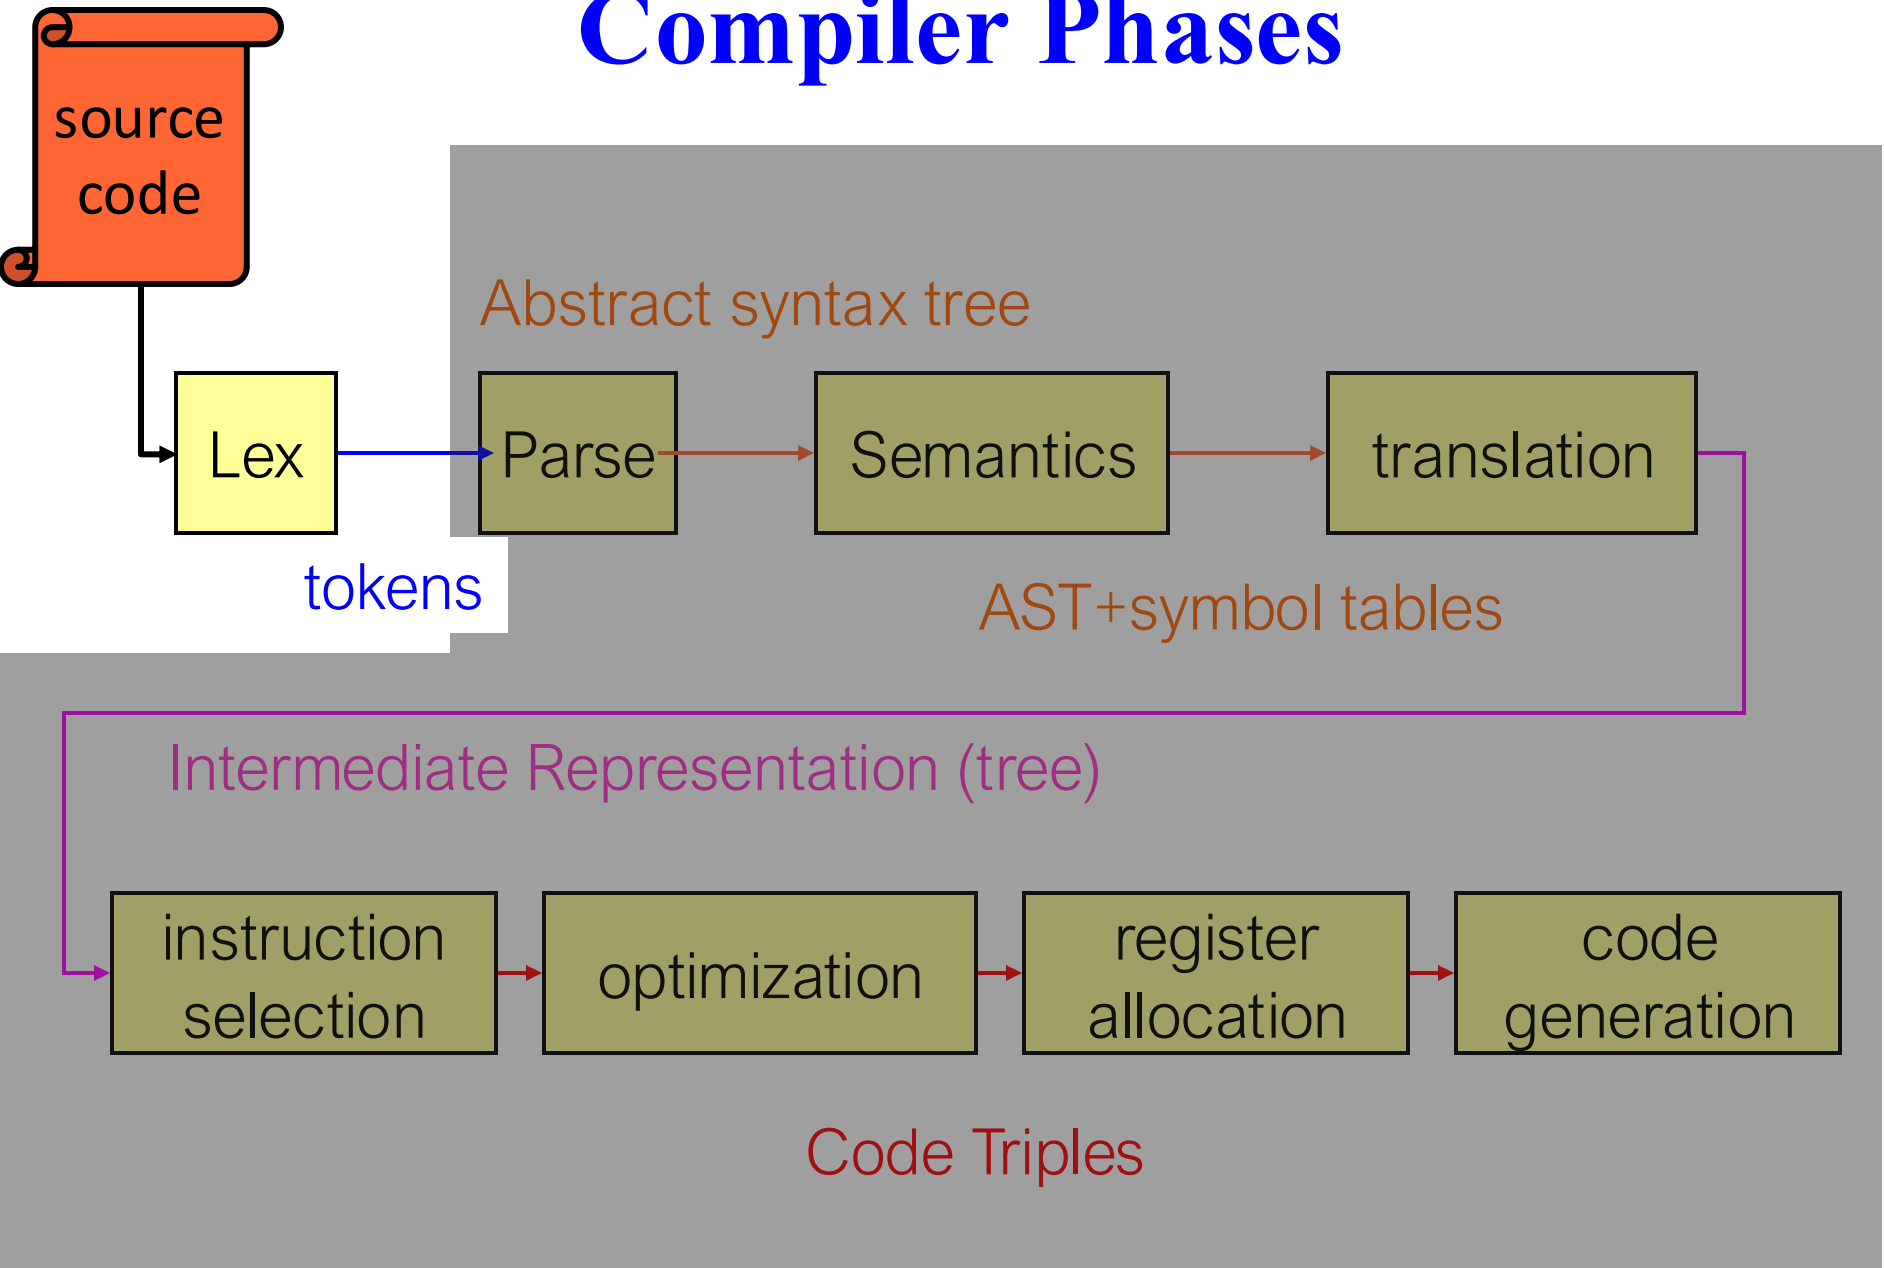 Compiler Phases
source
code
Abstract syntax tree
Lex
Parse
Semantics
translation
tokens
AST+symbol tables
Intermediate Representation (tree)
instruction
selection
optimization
register
allocation
code
generation
Code Triples